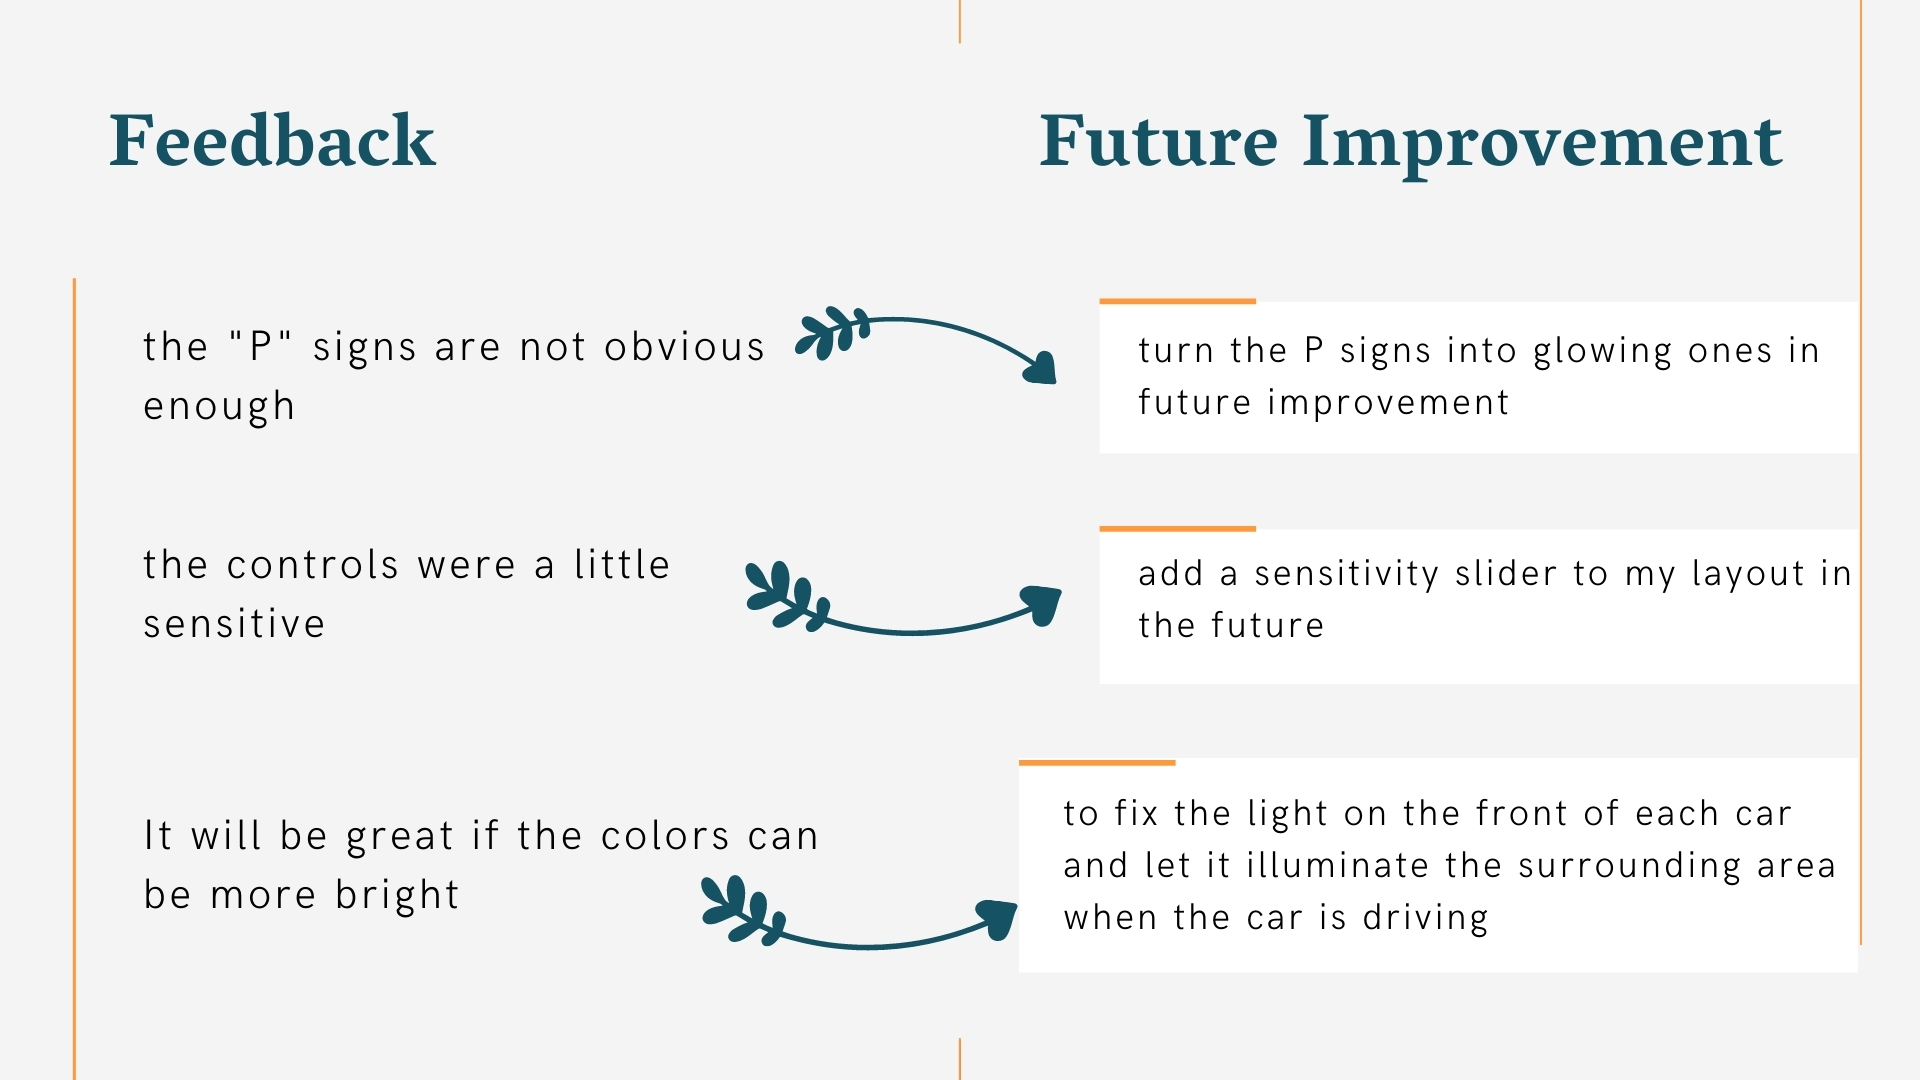 Feedback
Future Improvement
the "P" signs are not obvious
enough
turn the P signs into glowing ones in
future improvement
the controls were a little
sensitive
add a sensitivity slider to my layout in
the future
It will be great if the colors can
be more bright
to fix the light on the front of each car
and let it illuminate the surrounding area
when the car is driving